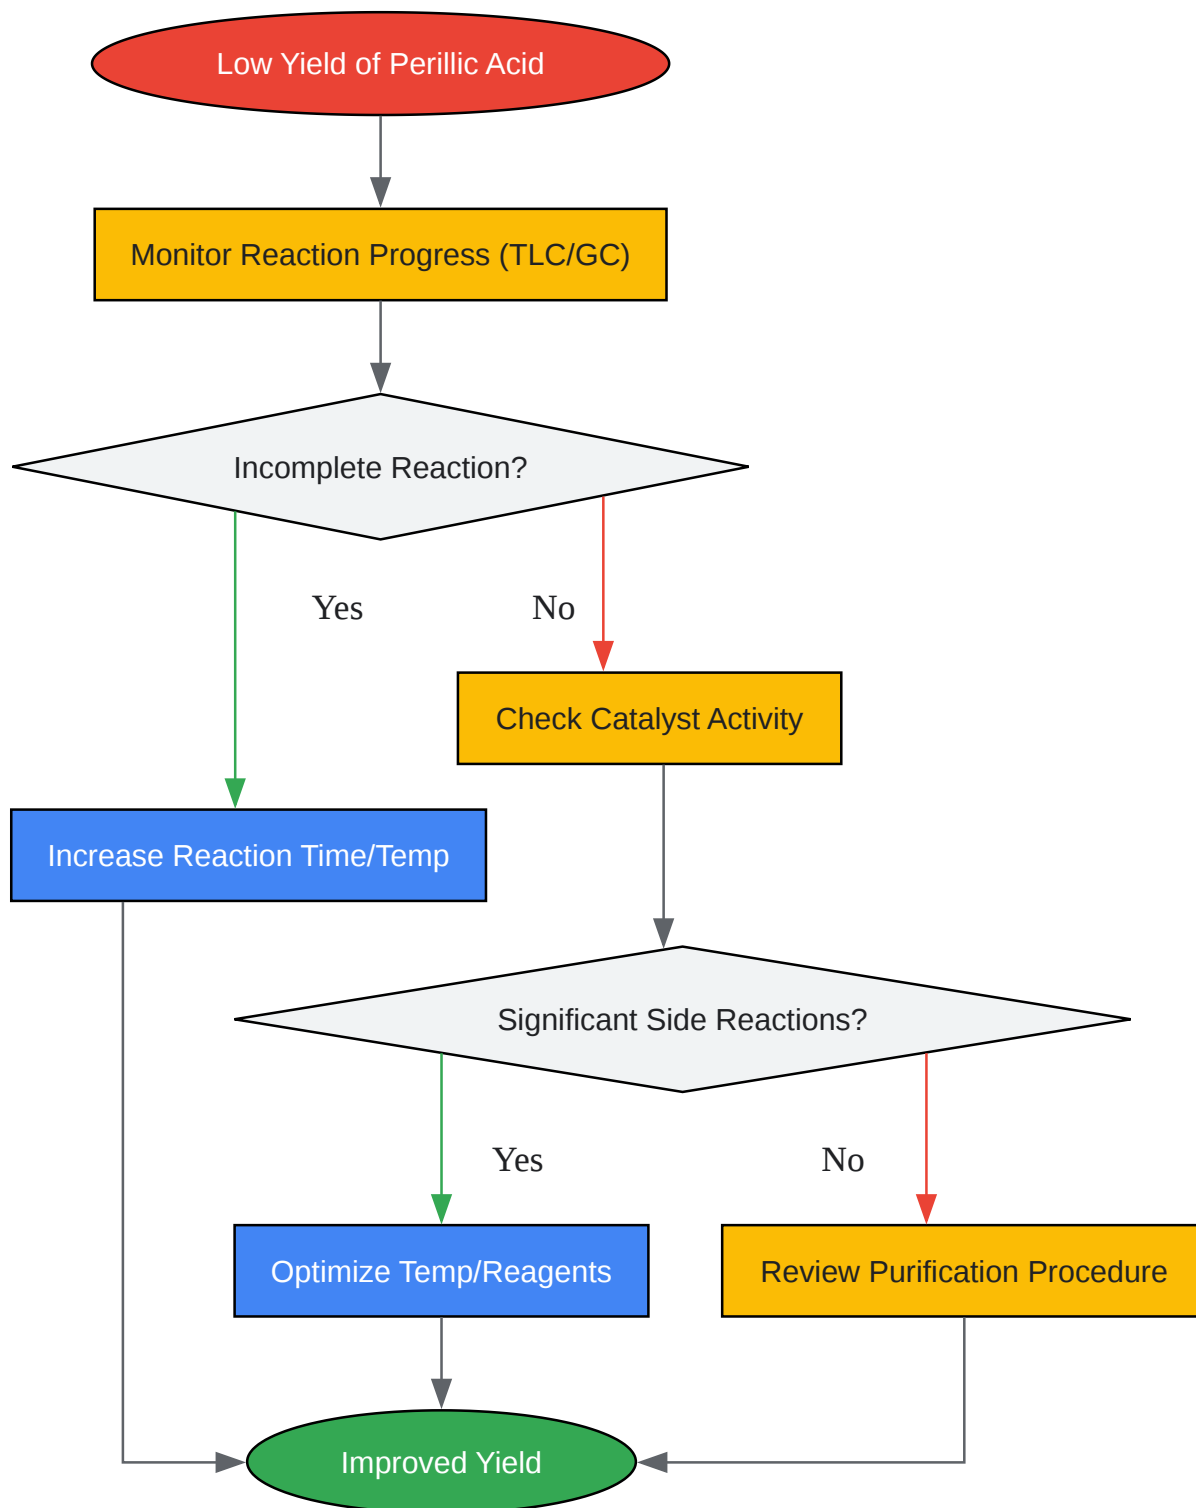 Low Yield of Perillic Acid
Monitor Reaction Progress (TLC/GC)
Incomplete Reaction?
Yes
No
Check Catalyst Activity
Increase Reaction Time/Temp
Significant Side Reactions?
Yes
No
Optimize Temp/Reagents
Review Purification Procedure
Improved Yield